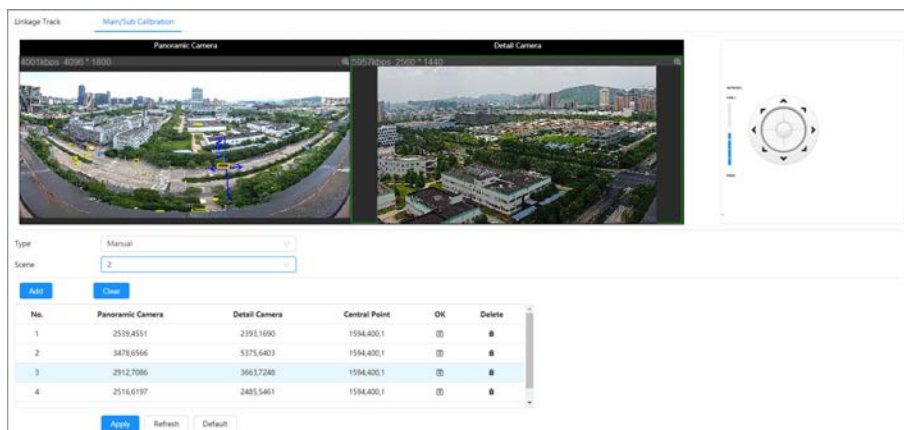 Linkage Track Main/Sub Calibration
Panoramic Camera Detail Camera
4001kbps 4096 * 1800 5957kbps 2560 * 1440
Type Manual
Scene 2
Add Clear
No. Panoramic Camera Detail Camera Central Point OK Delete
1 2539,4551 2393,1690 1594,400,1
2 3478,6566 5375,6403 1594,400,1
3 2912,7086 3663,7248 1594,400,1
4 2516,6197 2485,5461 1594,400,1
Apply Refresh Default